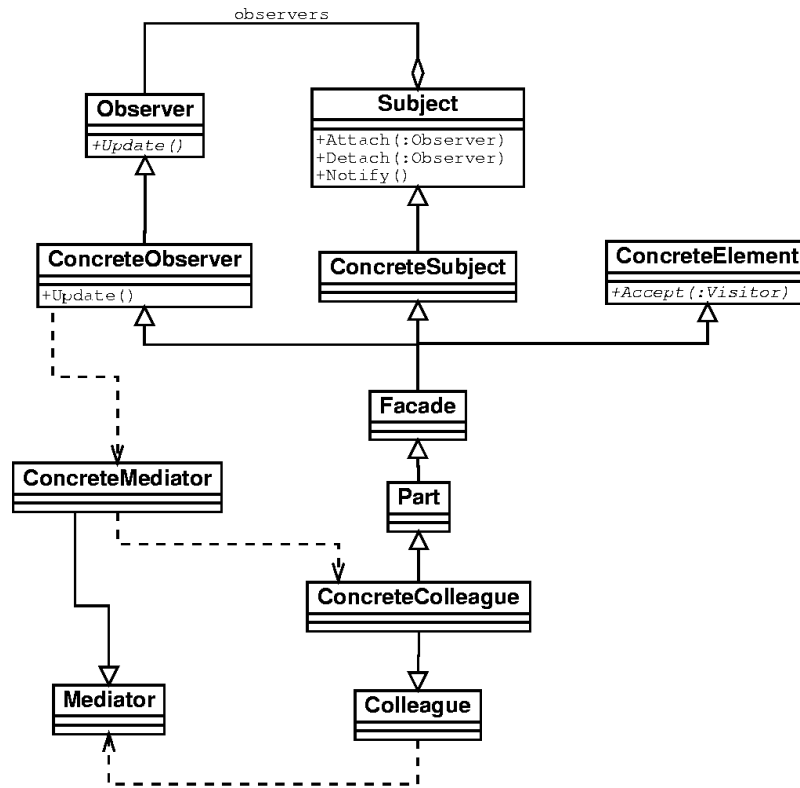 observers
Observer
+Update()
Subject
+Attach(:Observer)
+Detach(:Observer)
+Notify()
ConcreteObserver
+Update()
ConcreteSubject
ConcreteElement
+Accept(:Visitor)
Facade
ConcreteMediator
Part
ConcreteColleague
Mediator
Colleague